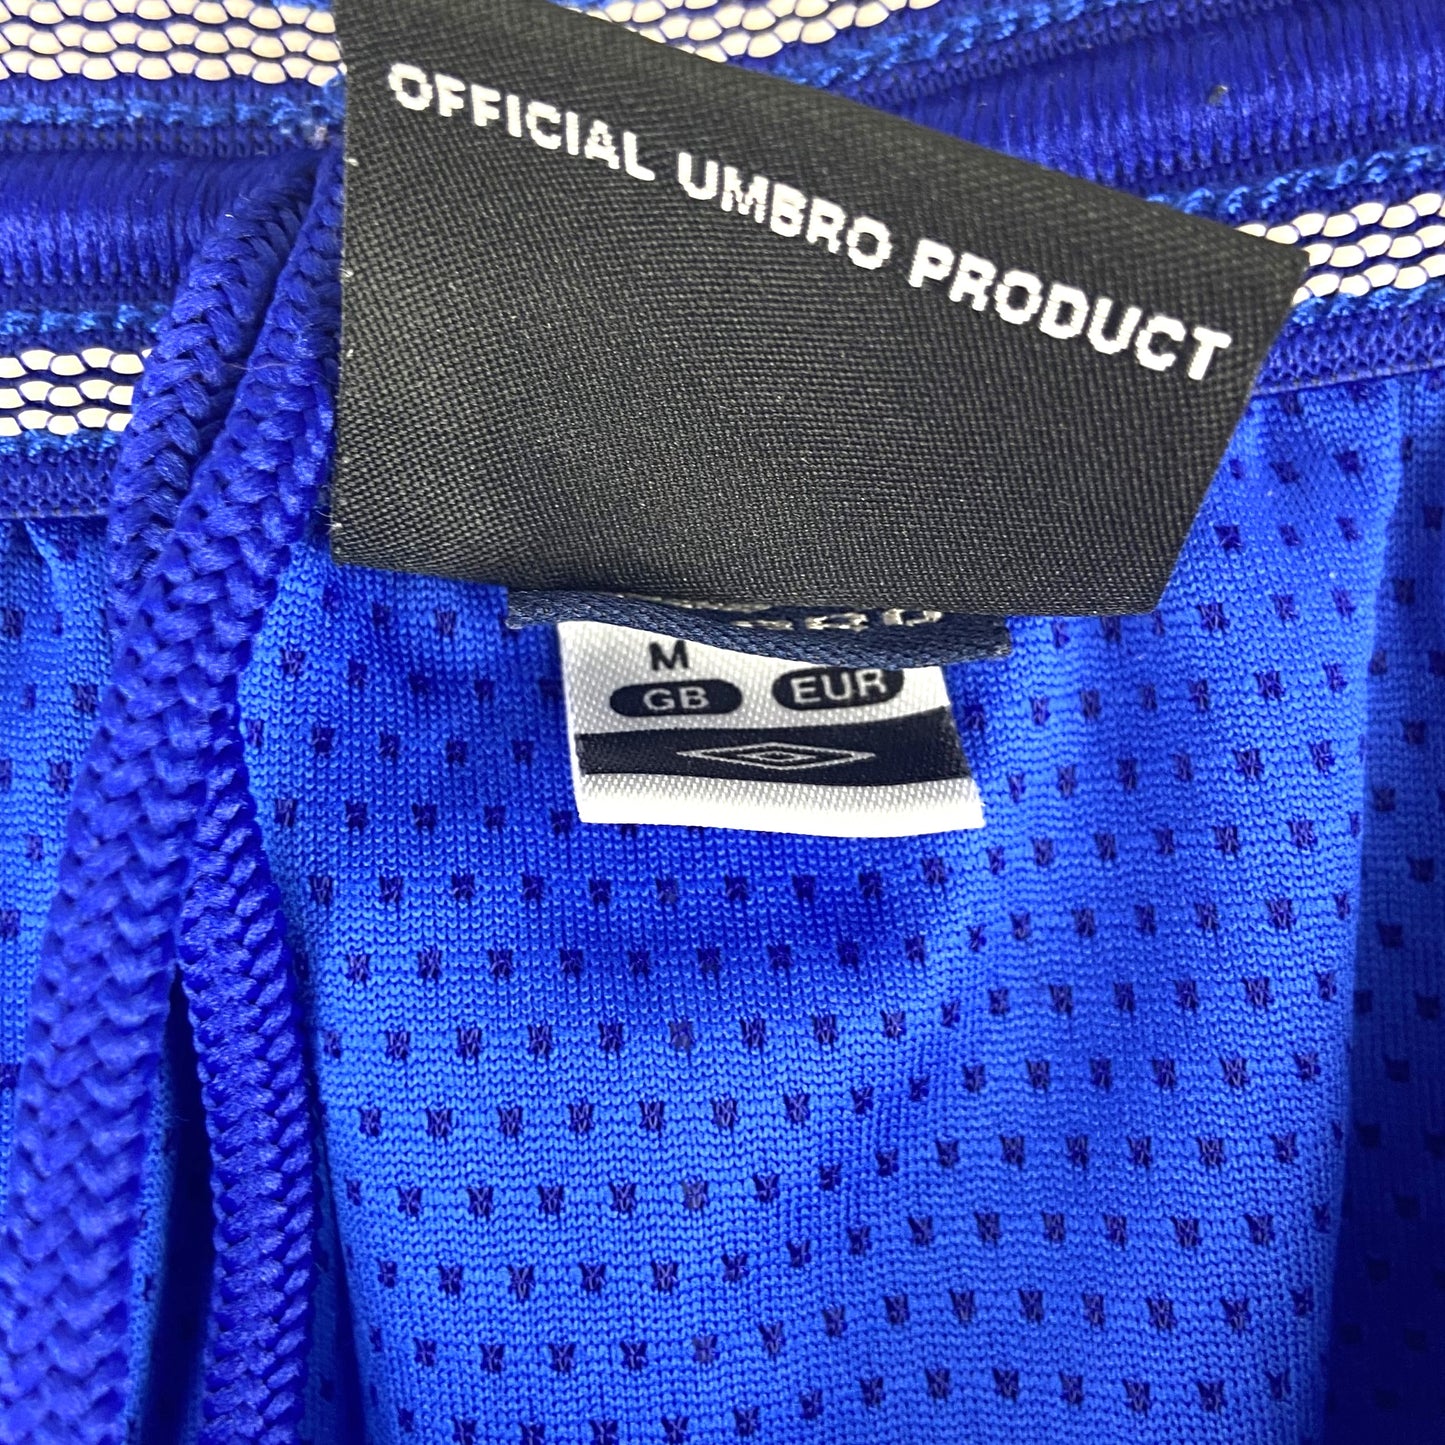 OFFICIAL UMBRO PRODUCT
M
GB EUR